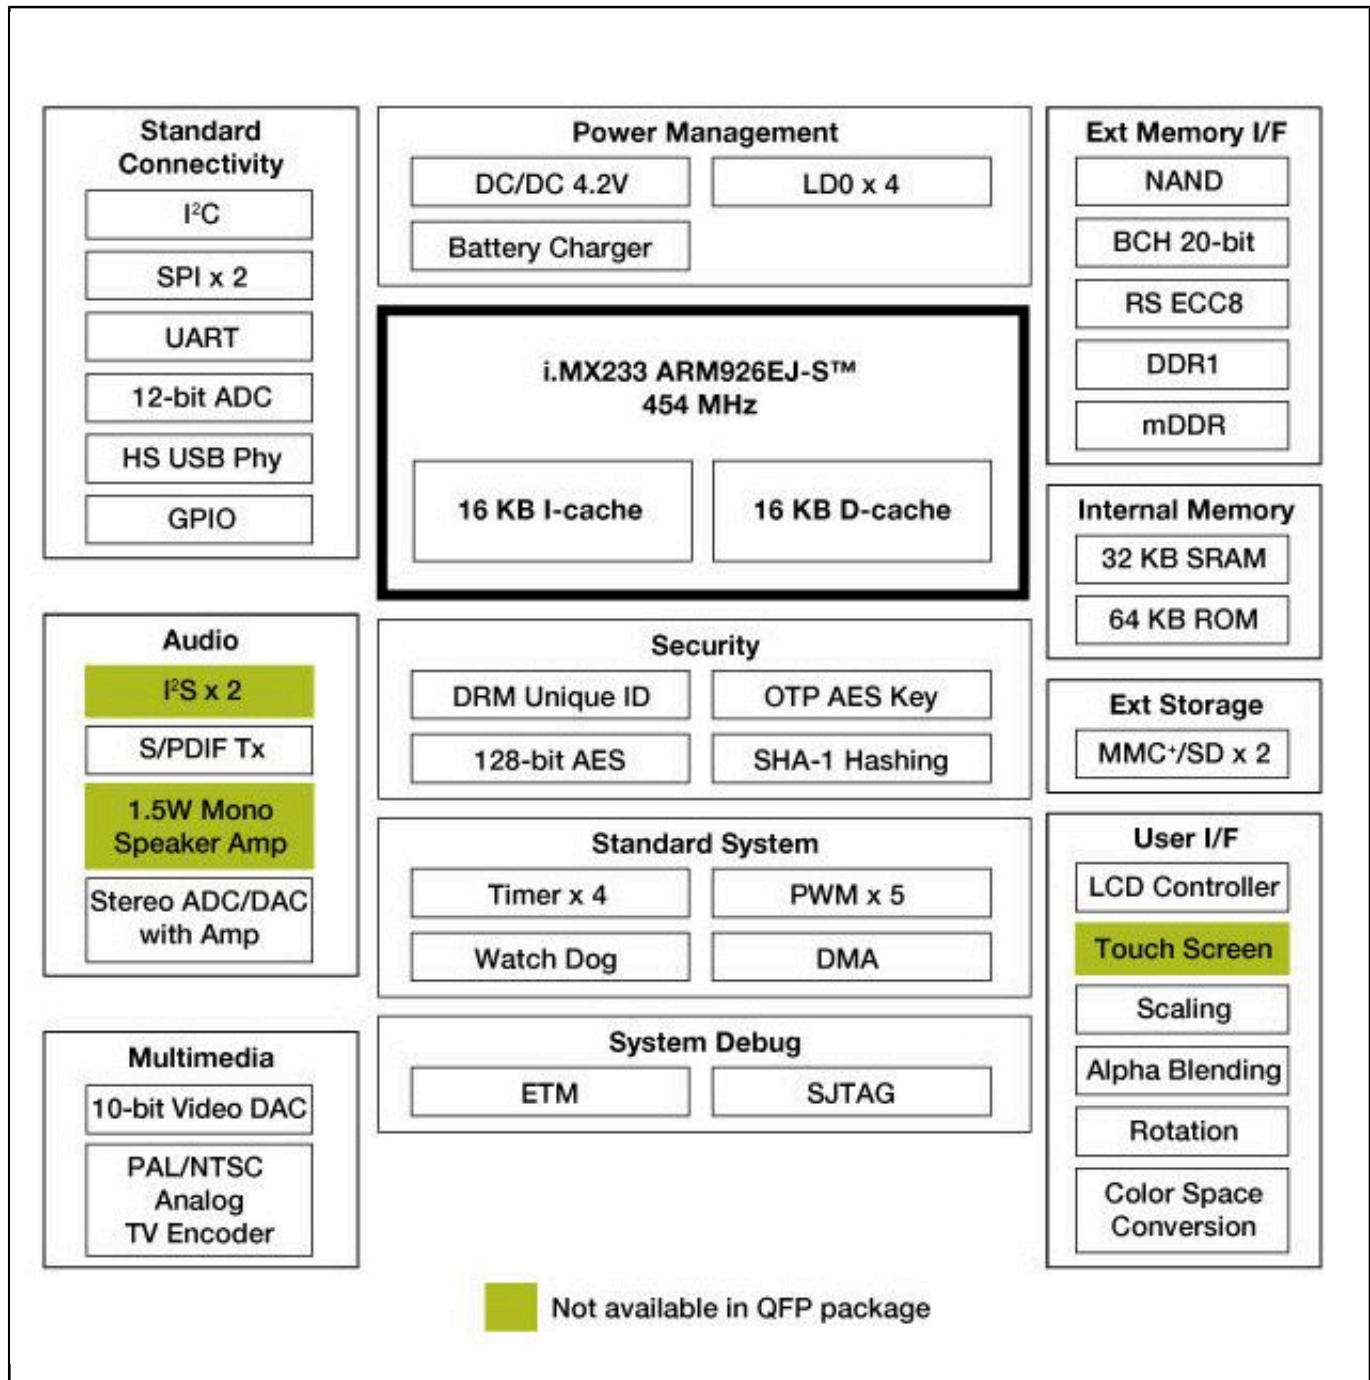 Standard
Connectivity
I²C
SPI x 2
UART
12-bit ADC
HS USB Phy
GPIO
Audio
I²S x 2
S/PDIF Tx
1.5W Mono
Speaker Amp
Stereo ADC/DAC
with Amp
Multimedia
10-bit Video DAC
PAL/NTSC
Analog
TV Encoder
Power Management
DC/DC 4.2V
LD0 x 4
Battery Charger
i.MX233 ARM926EJ-S™
454 MHz
16 KB I-cache
16 KB D-cache
Security
DRM Unique ID
OTP AES Key
128-bit AES
SHA-1 Hashing
Standard System
Timer x 4
PWM x 5
Watch Dog
DMA
System Debug
ETM
SJTAG
Ext Memory I/F
NAND
BCH 20-bit
RS ECC8
DDR1
mDDR
Internal Memory
32 KB SRAM
64 KB ROM
Ext Storage
MMC⁺/SD x 2
User I/F
LCD Controller
Touch Screen
Scaling
Alpha Blending
Rotation
Color Space
Conversion
Not available in QFP package